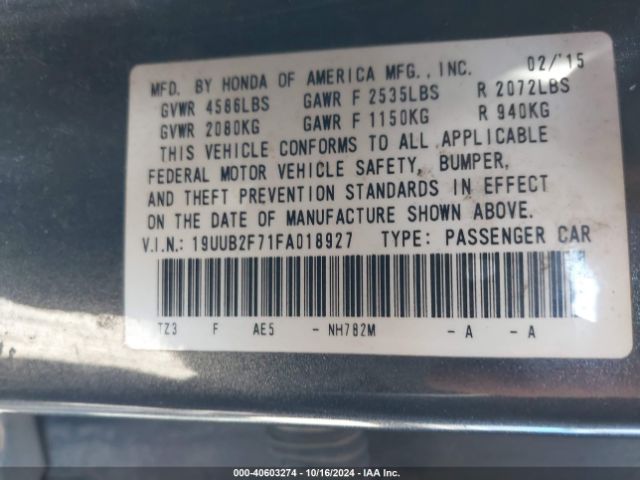 MFD. BY HONDA OF AMERICA MFG., INC. 02/'15
GVWR 4586LBS GAWR F 2535LBS R 2072LBS
GVWR 2080KG GAWR F 1150KG R 940KG
THIS VEHICLE CONFORMS TO ALL APPLICABLE
FEDERAL MOTOR VEHICLE SAFETY, BUMPER,
AND THEFT PREVENTION STANDARDS IN EFFECT
ON THE DATE OF MANUFACTURE SHOWN ABOVE.
V.I.N.: 19UUB2F71FA018927 TYPE: PASSENGER CAR
TZ3 F AE5 - NH782M - A - A
000-40603274 | 10/16/2024 | IAA Inc.